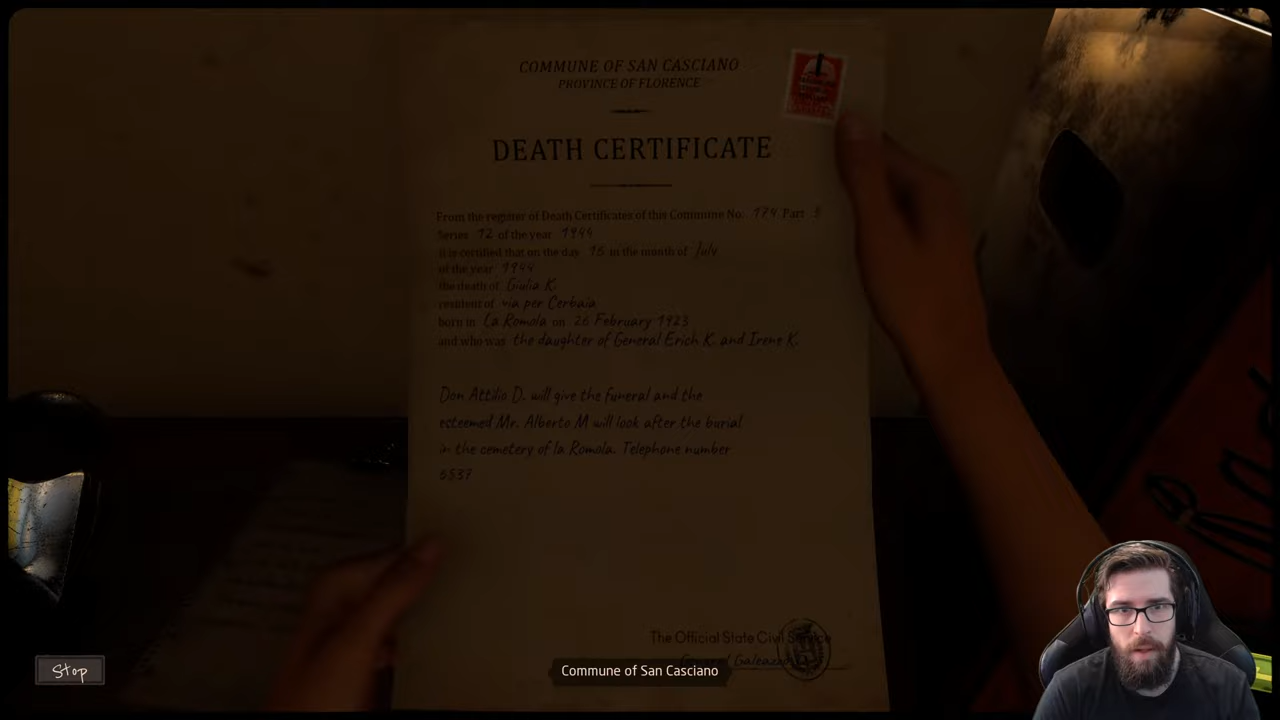 COMMUNE OF SAN CASCIANO
PROVINCE OF FLORENCE
DEATH CERTIFICATE
From the register of Death Certificates of this Commune No. 174 Part
Series 12 of the year 1944
it is certified that on the day 16 in the month of July
of the year 1944
the death of Giulia K.
resident of via per Cerbaia
born in La Romola on 26 February 1923
and who was the daughter of General Erich K. and Irene K.
Don Attilio D. will give the funeral and the
esteemed Mr. Alberto M will look after the burial
in the cemetery of la Romola. Telephone number
6537
The Official State Civil Service
Stop
Commune of San Casciano